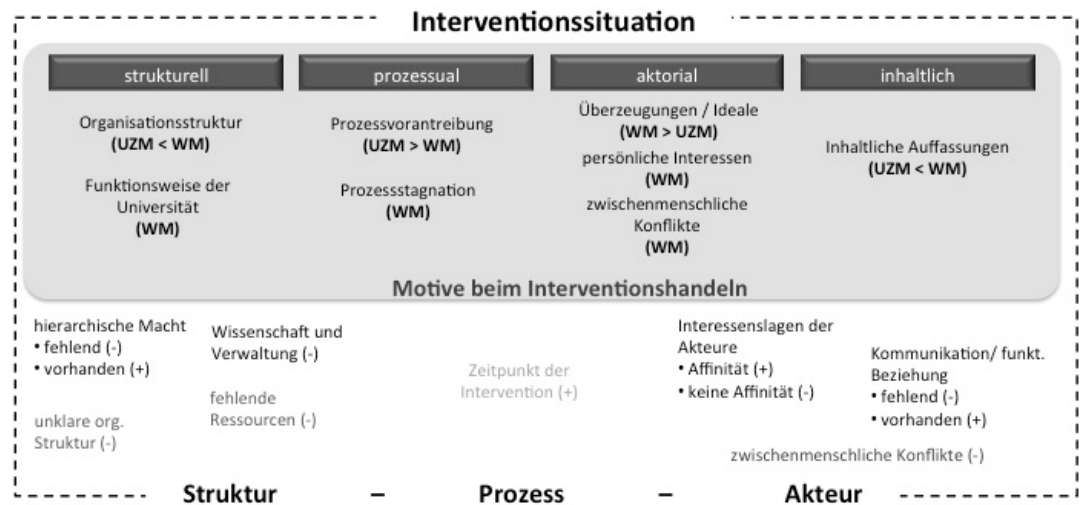 Interventionssituation
strukturell
Organisationsstruktur
(UZM < WM)
Funktionsweise der
Universität
(WM)
prozessual
Prozessvorantreibung
(UZM > WM)
Prozessstagnation
(WM)
aktorial
Überzeugungen / Ideale
(WM > UZM)
persönliche Interessen
(WM)
zwischenmenschliche
Konflikte
(WM)
inhaltlich
Inhaltliche Auffassungen
(UZM < WM)
Motive beim Interventionshandeln
hierarchische Macht
• fehlend (-)
• vorhanden (+)
unklare org.
Struktur (-)
Wissenschaft und
Verwaltung (-)
fehlende
Ressourcen (-)
Zeitpunkt der
Intervention (+)
Interessenslagen der
Akteure
• Affinität (+)
• keine Affinität (-)
Kommunikation/ funkt.
Beziehung
• fehlend (-)
• vorhanden (+)
zwischenmenschliche Konflikte (-)
Struktur – Prozess – Akteur